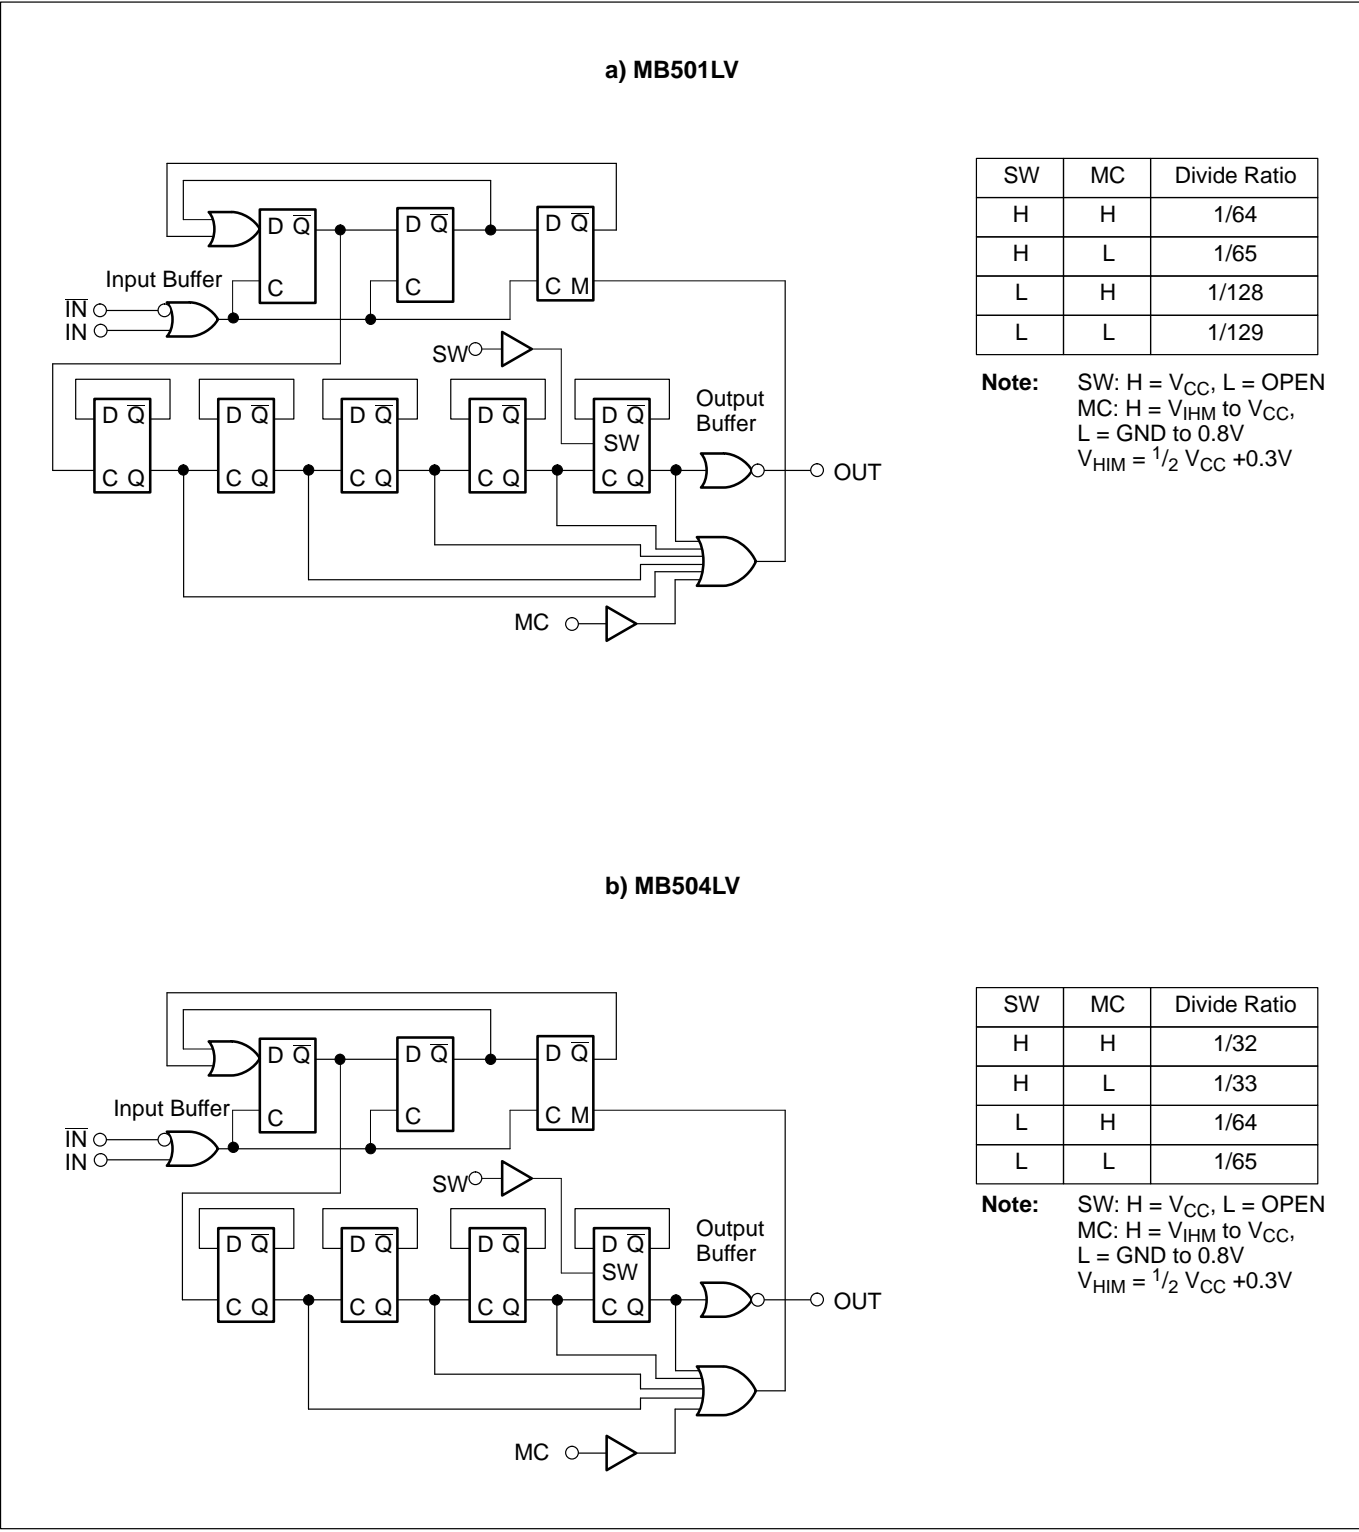 a) MB501LV
SW MC Divide Ratio
H H 1/64
H L 1/65
L H 1/128
L L 1/129
Note: SW: H = VCC, L = OPEN
MC: H = VIHM to VCC,
L = GND to 0.8V
VHIM = 1/2 VCC +0.3V
D Q̅ D Q̅ D Q̅
Input Buffer
C C C M
I̅N̅
IN
SW
Output
Buffer
D Q̅ D Q̅ D Q̅ D Q̅ D Q̅
SW
C Q C Q C Q C Q C Q
OUT
MC
b) MB504LV
SW MC Divide Ratio
H H 1/32
H L 1/33
L H 1/64
L L 1/65
Note: SW: H = VCC, L = OPEN
MC: H = VIHM to VCC,
L = GND to 0.8V
VHIM = 1/2 VCC +0.3V
D Q̅ D Q̅ D Q̅
Input Buffer
C C C M
I̅N̅
IN
SW
Output
Buffer
D Q̅ D Q̅ D Q̅ D Q̅
SW
C Q C Q C Q C Q
OUT
MC